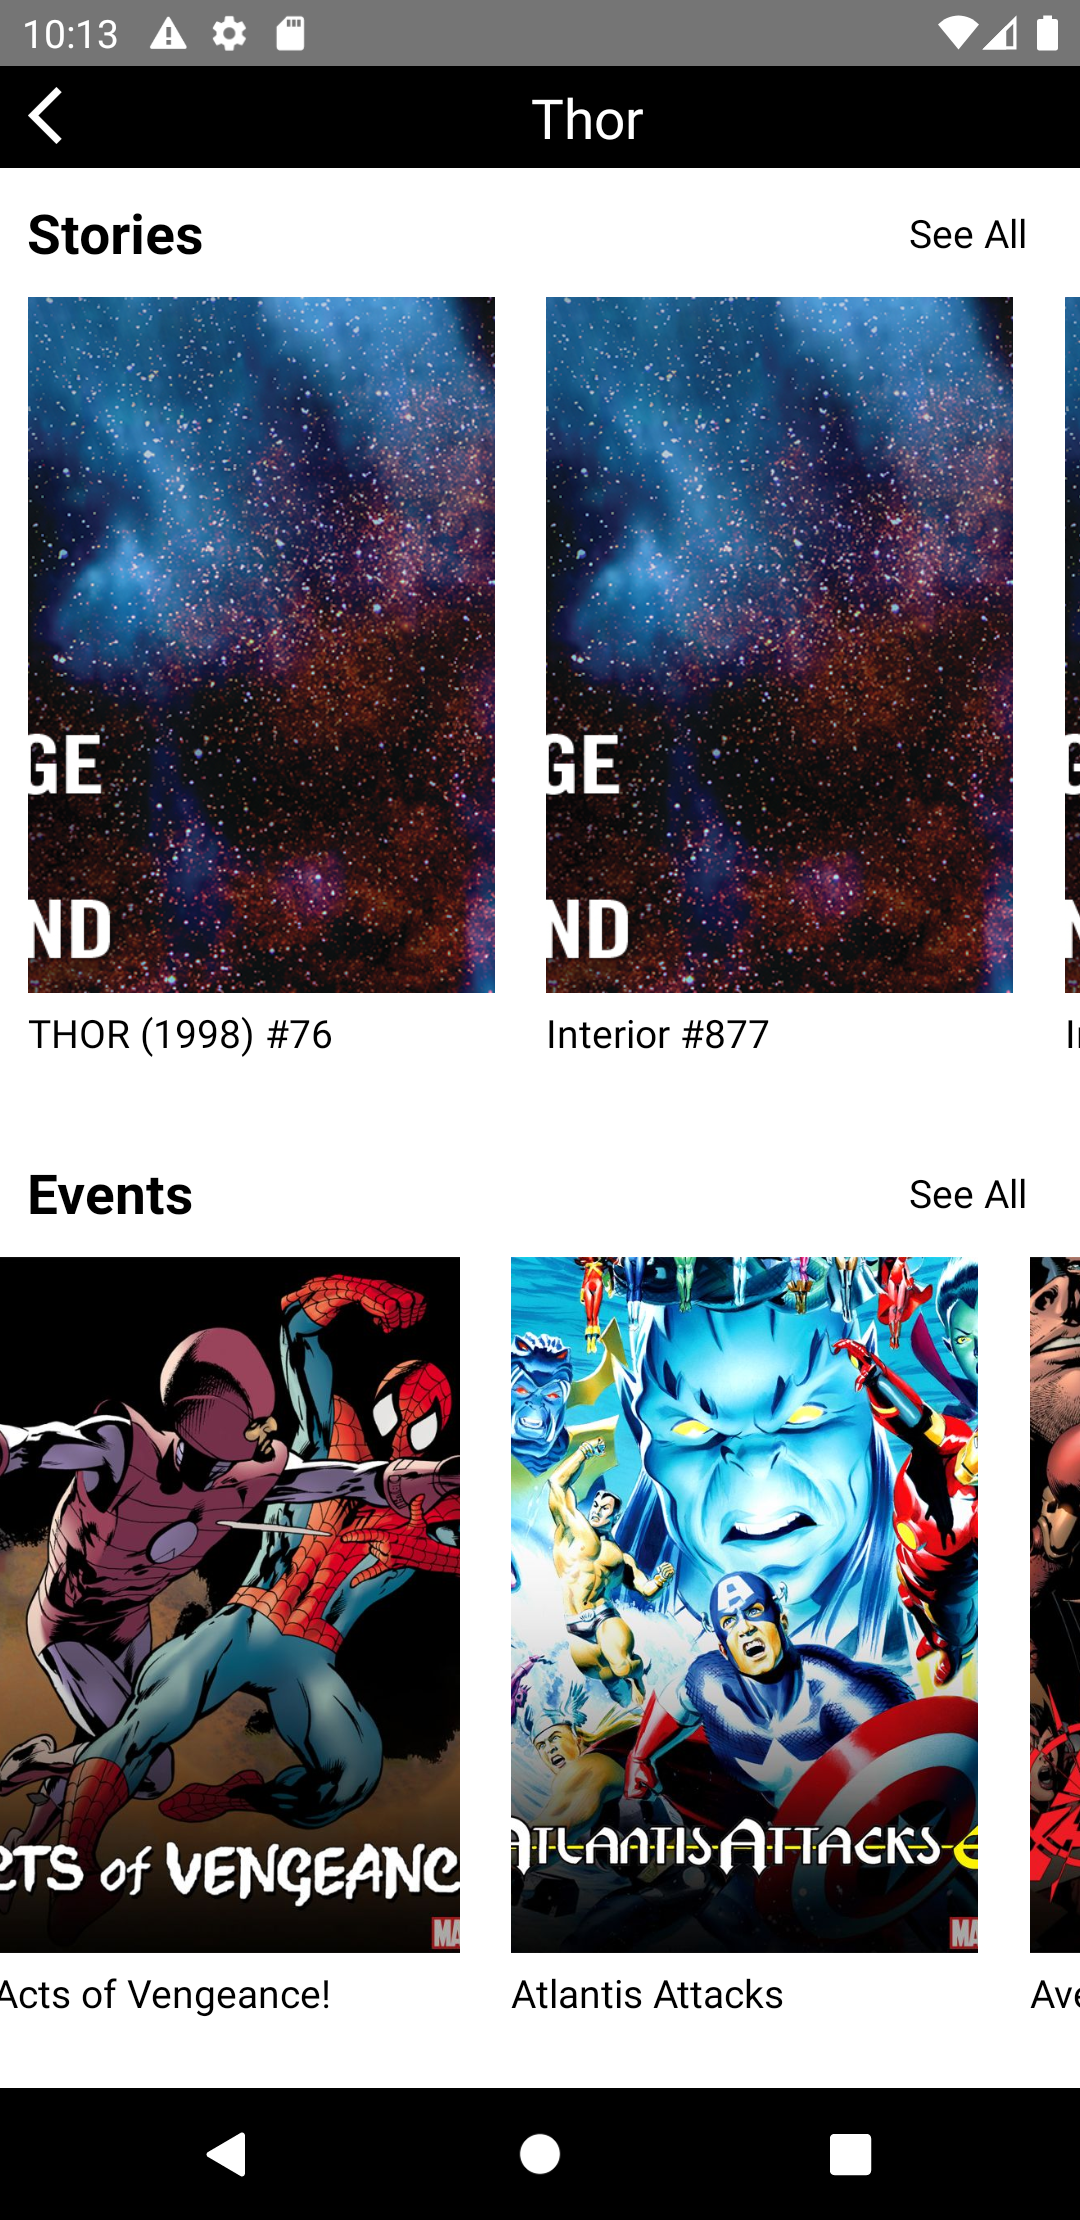 10:13
Thor
Stories
See All
GE
ND
THOR (1998) #76
GE
ND
Interior #877
Events
See All
CTS of VENGEANC
MA
Acts of Vengeance!
ATLANTIS ATTACKS
MA
Atlantis Attacks
Ave